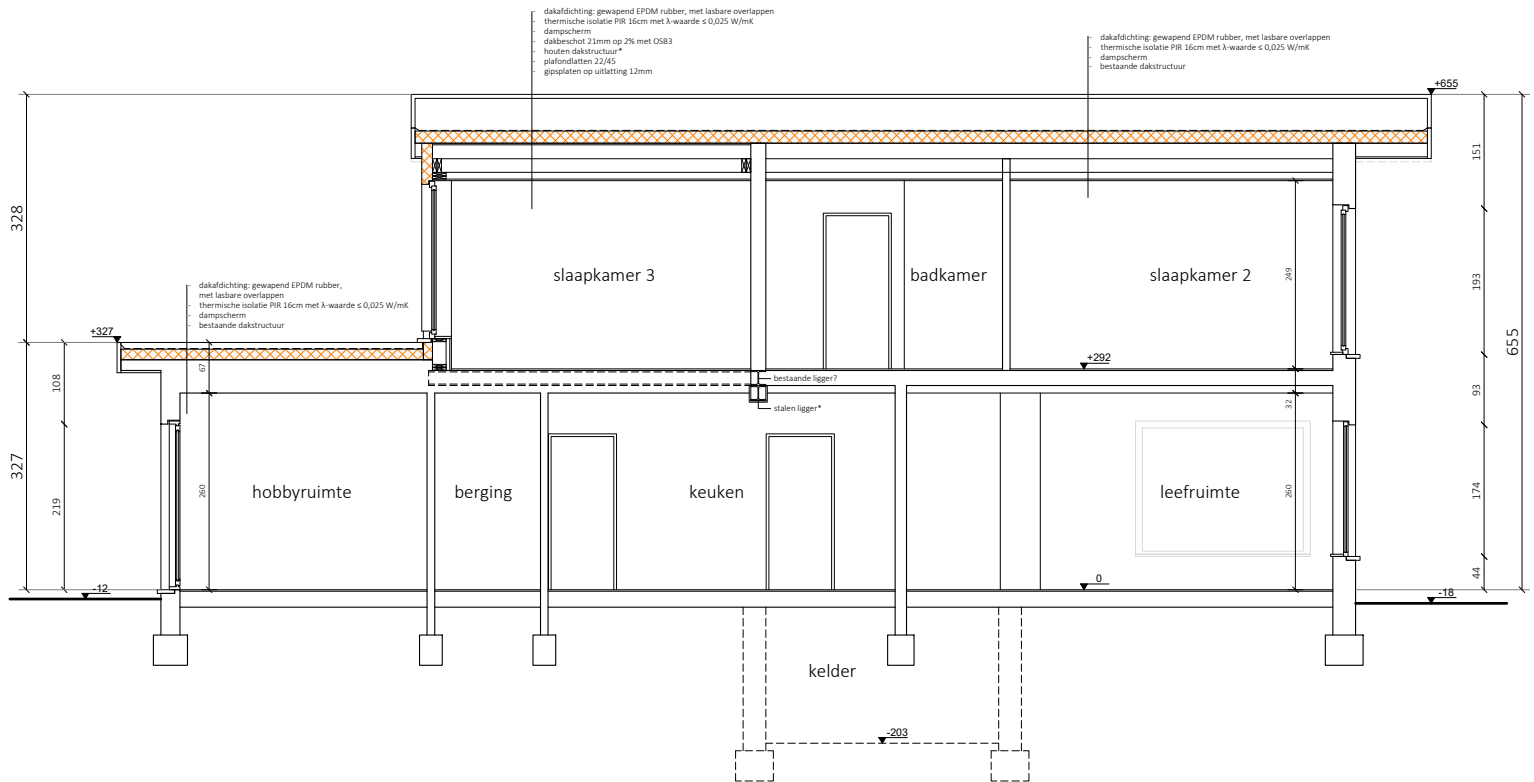 - dakafdichting: gewapend EPDM rubber, met lasbare overlappen
- thermische isolatie PIR 16cm met λ-waarde ≤ 0,025 W/mK
- dampscherm
- dakbeschot 21mm op 2% met OSB3
- houten dakstructuur*
- plafondlatten 22/45
- gipsplaten op uitlatting 12mm
- dakafdichting: gewapend EPDM rubber, met lasbare overlappen
- thermische isolatie PIR 16cm met λ-waarde ≤ 0,025 W/mK
- dampscherm
- bestaande dakstructuur
+655
151
328
slaapkamer 3
badkamer
slaapkamer 2
249
193
655
- dakafdichting: gewapend EPDM rubber,
met lasbare overlappen
- thermische isolatie PIR 16cm met λ-waarde ≤ 0,025 W/mK
- dampscherm
- bestaande dakstructuur
+327
+292
67
108
bestaande ligger?
93
32
stalen ligger*
327
219
260
hobbyruimte
berging
keuken
leefruimte
260
174
44
-12
0
-18
kelder
-203